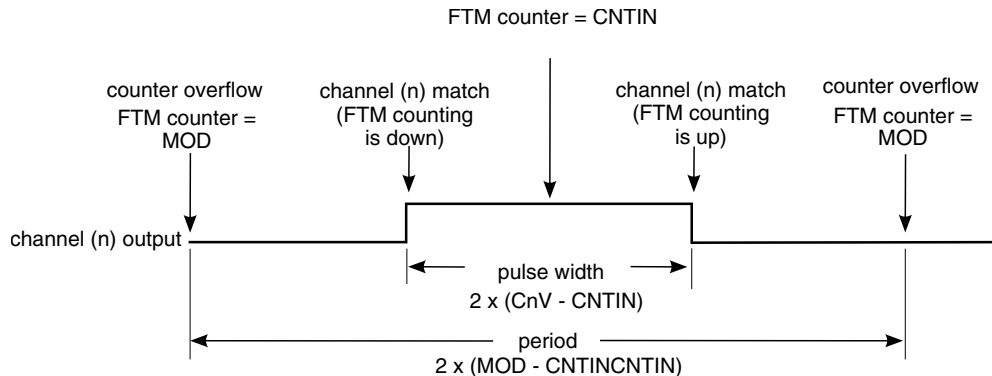 FTM counter = CNTIN
counter overflow
FTM counter =
MOD
channel (n) match
(FTM counting
is down)
channel (n) match
(FTM counting
is up)
counter overflow
FTM counter =
MOD
channel (n) output
pulse width
2 x (CnV - CNTIN)
period
2 x (MOD - CNTINCNTIN)